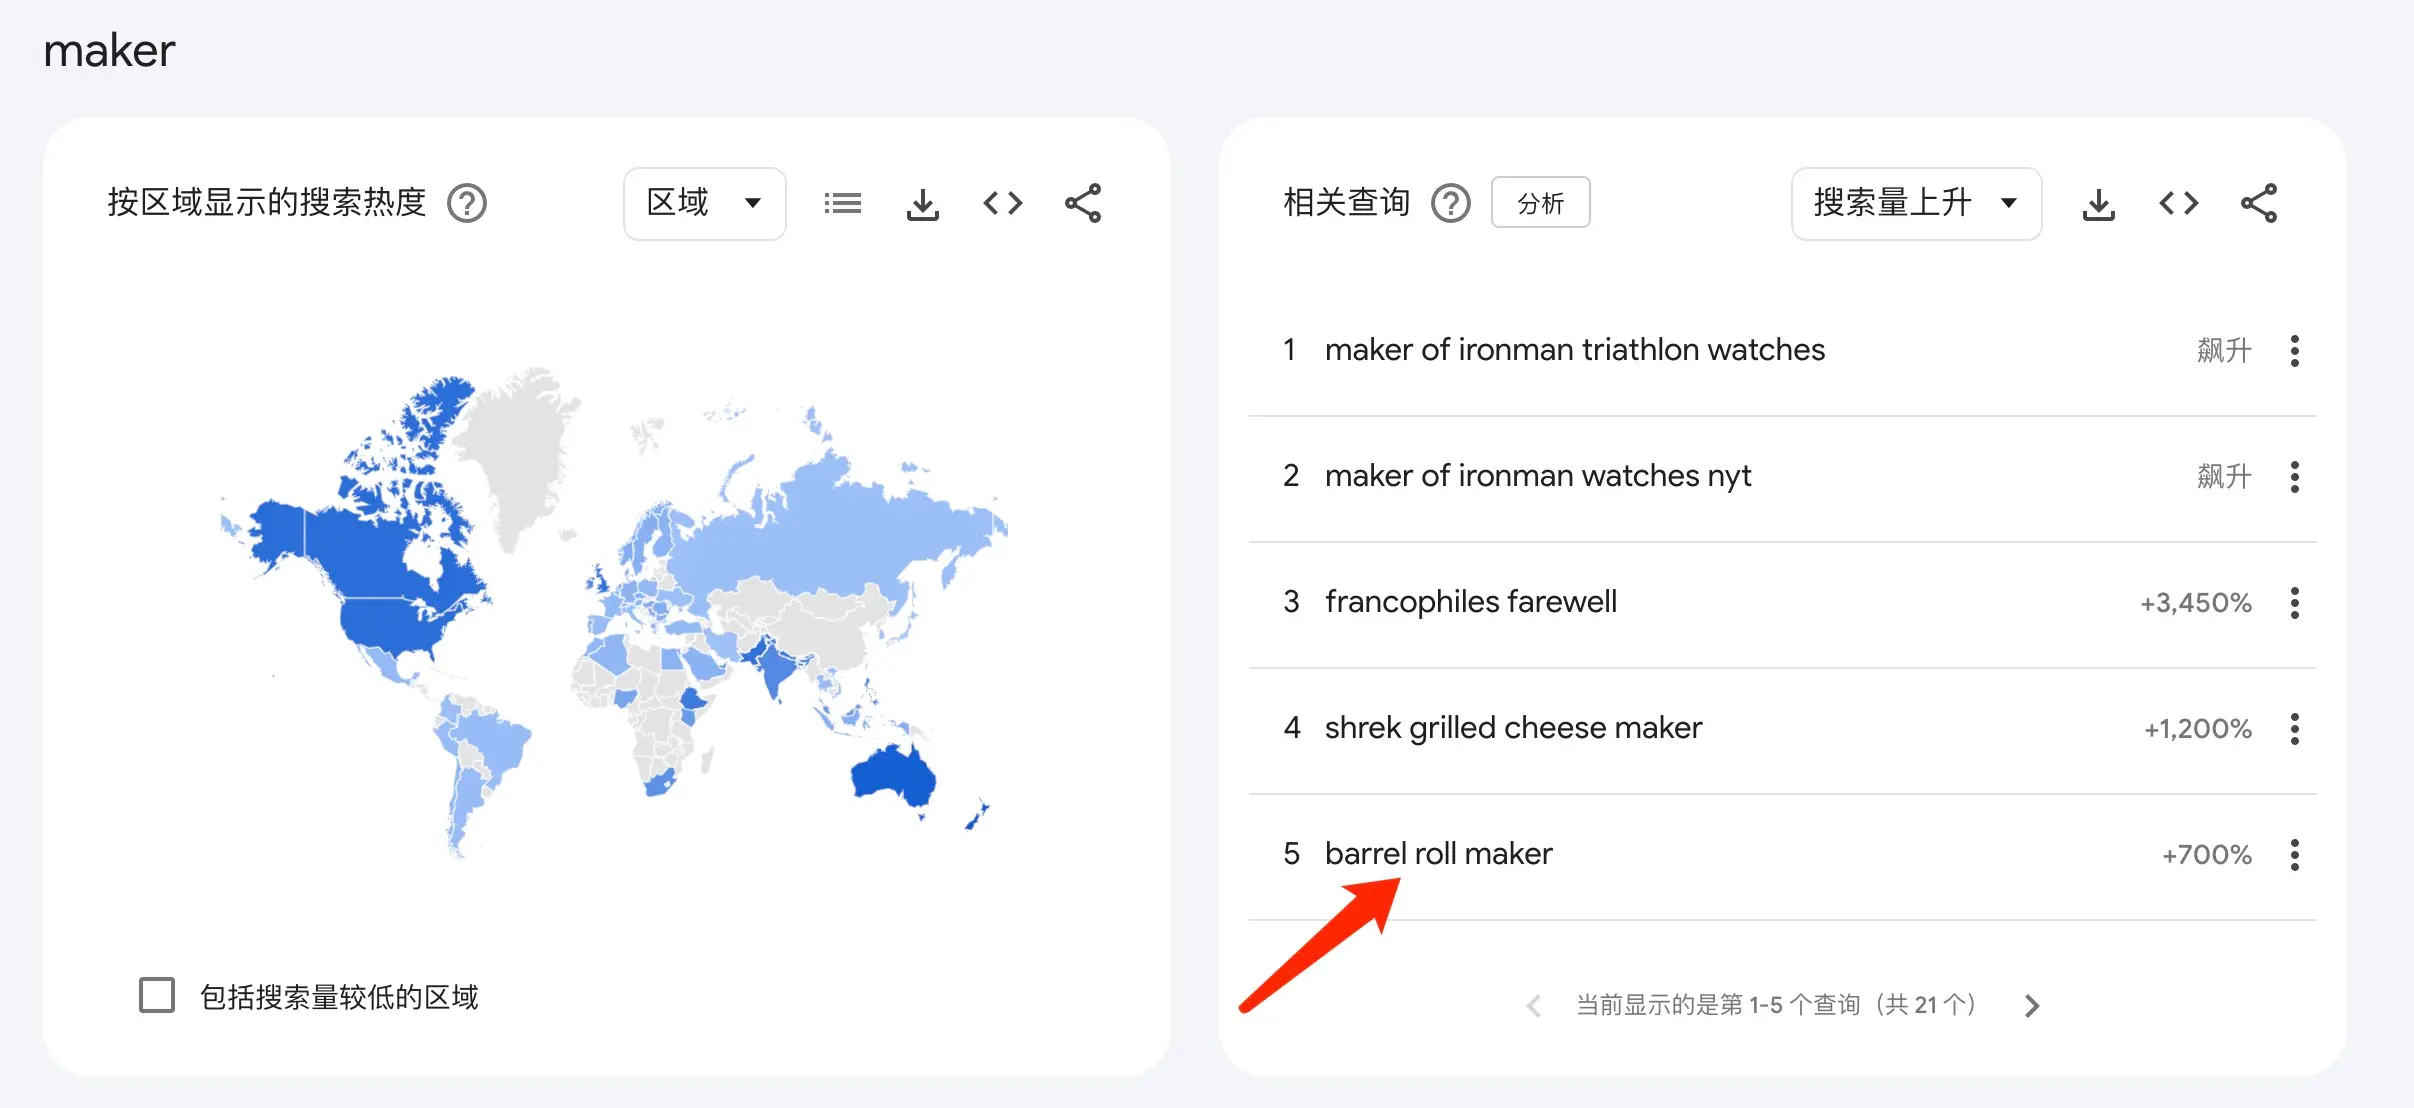 maker
按区域显示的搜索热度 ? 区域
包括搜索量较低的区域
相关查询 ? 分析 搜索量上升
1 maker of ironman triathlon watches 飙升
2 maker of ironman watches nyt 飙升
3 francophiles farewell +3,450%
4 shrek grilled cheese maker +1,200%
5 barrel roll maker +700%
当前显示的是第 1-5 个查询（共 21 个）